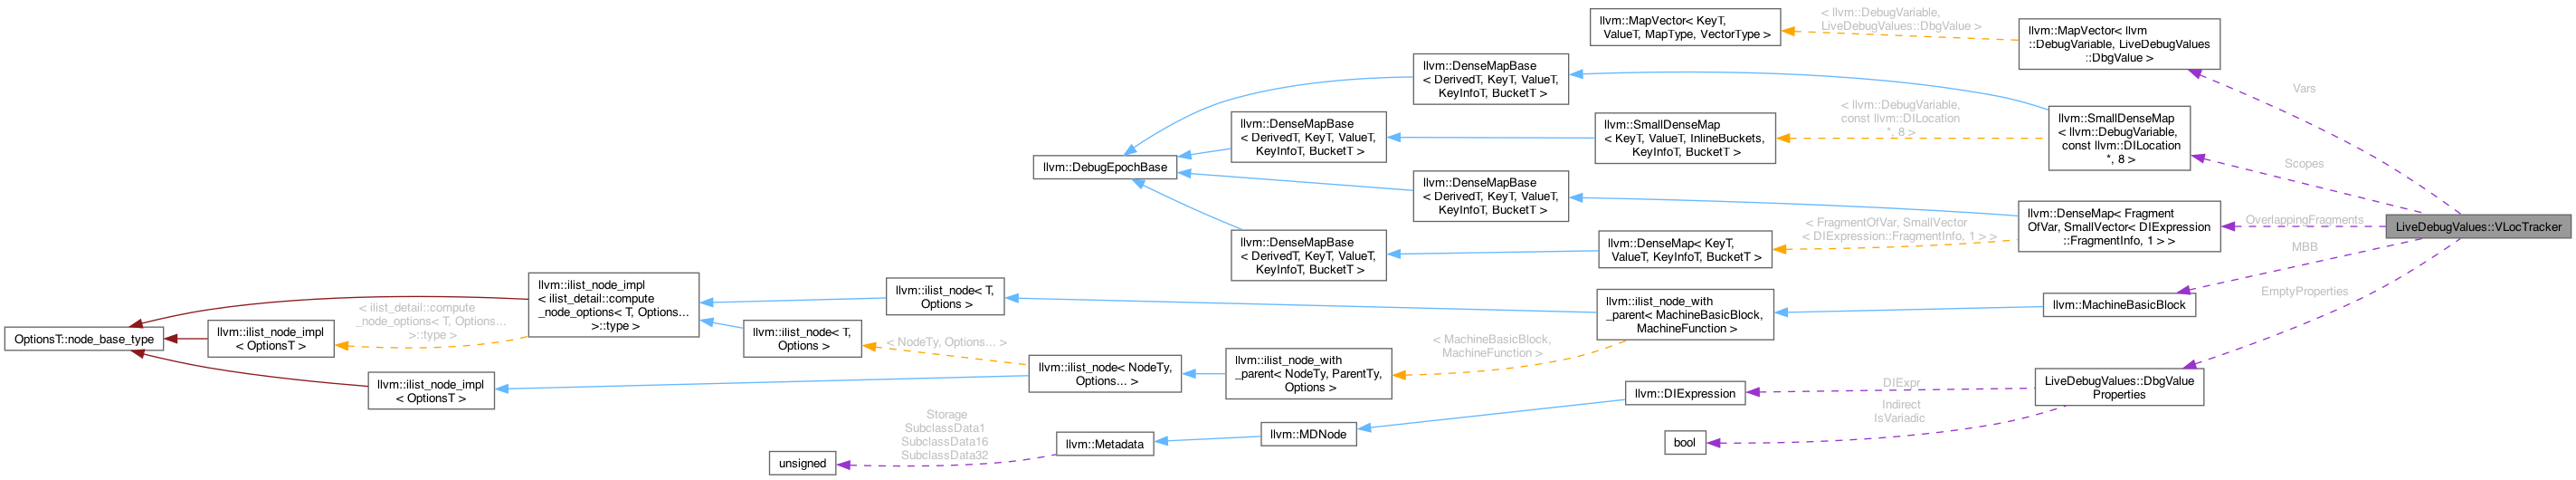 llvm::MapVector< KeyT,
ValueT, MapType, VectorType >
< llvm::DebugVariable,
LiveDebugValues::DbgValue >
llvm::MapVector< llvm
::DebugVariable, LiveDebugValues
::DbgValue >
Vars
llvm::DenseMapBase
< DerivedT, KeyT, ValueT,
KeyInfoT, BucketT >
llvm::DenseMapBase
< DerivedT, KeyT, ValueT,
KeyInfoT, BucketT >
llvm::SmallDenseMap
< KeyT, ValueT, InlineBuckets,
KeyInfoT, BucketT >
< llvm::DebugVariable,
const llvm::DILocation
*, 8 >
llvm::SmallDenseMap
< llvm::DebugVariable,
const llvm::DILocation
*, 8 >
Scopes
llvm::DebugEpochBase
llvm::DenseMapBase
< DerivedT, KeyT, ValueT,
KeyInfoT, BucketT >
llvm::DenseMapBase
< DerivedT, KeyT, ValueT,
KeyInfoT, BucketT >
llvm::DenseMap< KeyT,
ValueT, KeyInfoT, BucketT >
< FragmentOfVar, SmallVector
< DIExpression::FragmentInfo, 1 > >
llvm::DenseMap< Fragment
OfVar, SmallVector< DIExpression
::FragmentInfo, 1 > >
OverlappingFragments
LiveDebugValues::VLocTracker
MBB
EmptyProperties
OptionsT::node_base_type
llvm::ilist_node_impl
< OptionsT >
< ilist_detail::compute
_node_options< T, Options...
>::type >
llvm::ilist_node_impl
< ilist_detail::compute
_node_options< T, Options...
>::type >
llvm::ilist_node< T,
Options >
llvm::ilist_node< T,
Options >
llvm::ilist_node_with
_parent< MachineBasicBlock,
MachineFunction >
llvm::MachineBasicBlock
llvm::ilist_node_impl
< OptionsT >
< NodeTy, Options... >
llvm::ilist_node< NodeTy,
Options... >
llvm::ilist_node_with
_parent< NodeTy, ParentTy,
Options >
< MachineBasicBlock,
MachineFunction >
llvm::DIExpression
DIExpr
Indirect
IsVariadic
LiveDebugValues::DbgValue
Properties
bool
llvm::MDNode
llvm::Metadata
Storage
SubclassData1
SubclassData16
SubclassData32
unsigned